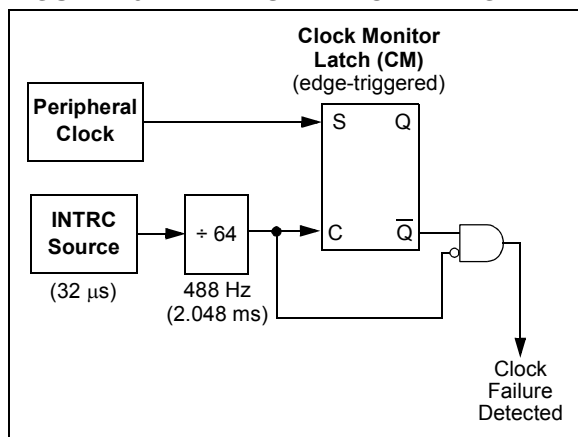 Clock Monitor
Latch (CM)
(edge-triggered)
Peripheral
Clock
S
Q
INTRC
Source
(32 μs)
÷ 64
488 Hz
(2.048 ms)
C
Q̅
Clock
Failure
Detected